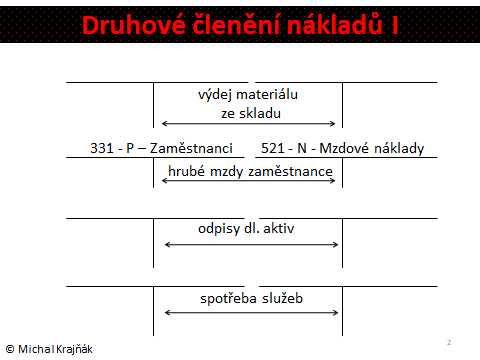 Druhové členění nákladů I
výdej materiálu
ze skladu
331 - P – Zaměstnanci 521 - N - Mzdové náklady
hrubé mzdy zaměstnance
odpisy dl. aktiv
spotřeba služeb
© Michal Krajňák
2